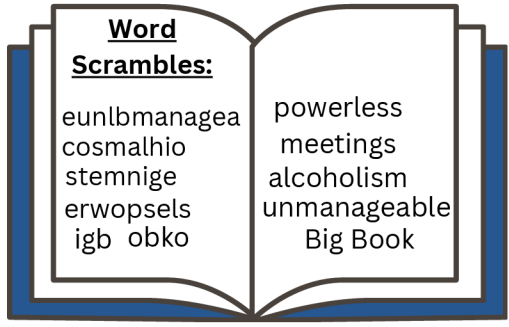 Word
Scrambles:
eunlbmanagea
cosmalhio
stemnige
erwopsels
igb obko
powerless
meetings
alcoholism
unmanageable
Big Book